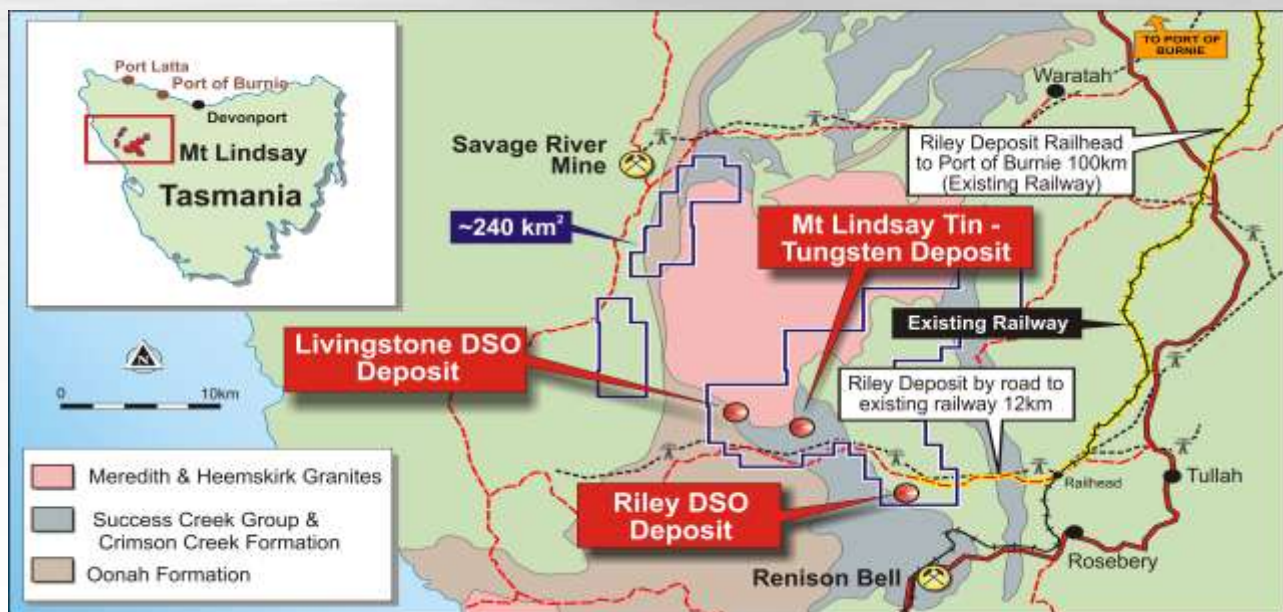 Port Latta
Port of Burnie
Devonport
Mt Lindsay
Tasmania
TO PORT OF
BURNIE
Waratah
Savage River
Mine
Riley Deposit Railhead
to Port of Burnie 100km
(Existing Railway)
~240 km²
Mt Lindsay Tin -
Tungsten Deposit
Existing Railway
Livingstone DSO
Deposit
Riley Deposit by road to
existing railway 12km
N
0
10km
Meredith & Heemskirk Granites
Success Creek Group &
Crimson Creek Formation
Oonah Formation
Riley DSO
Deposit
Railhead
Tullah
Rosebery
Renison Bell